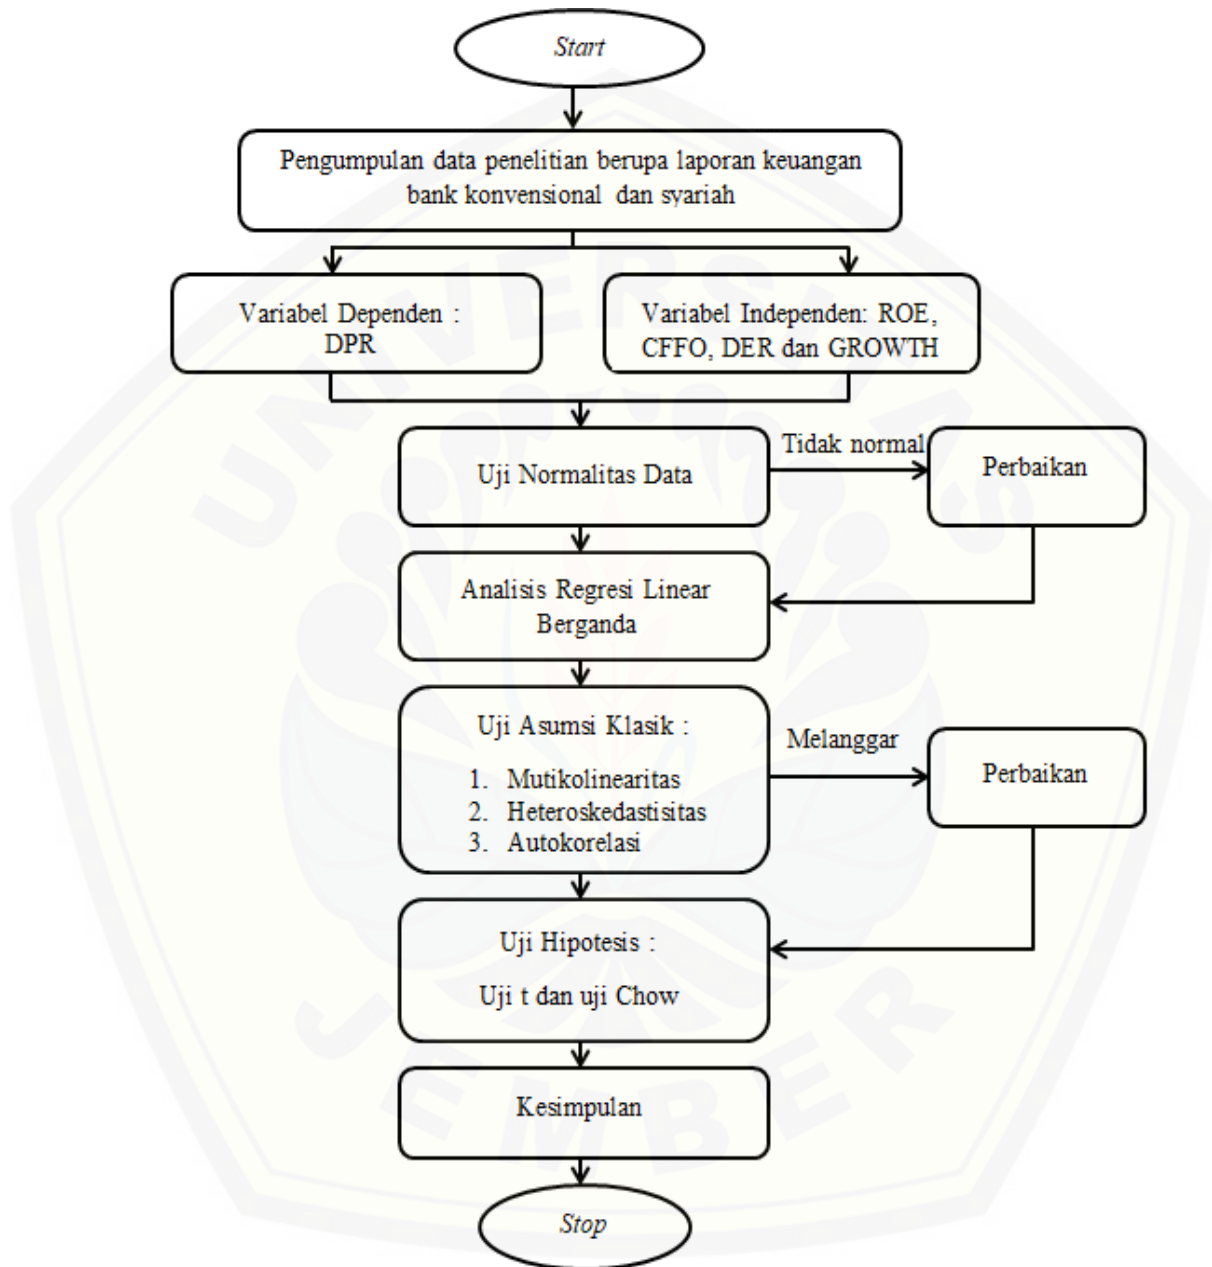 Start
Pengumpulan data penelitian berupa laporan keuangan
bank konvensional dan syariah
Variabel Dependen :
DPR
Variabel Independen: ROE,
CFFO, DER dan GROWTH
Uji Normalitas Data
Tidak normal
Perbaikan
Analisis Regresi Linear
Berganda
Uji Asumsi Klasik :
1. Mutikolinearitas
2. Heteroskedastisitas
3. Autokorelasi
Melanggar
Perbaikan
Uji Hipotesis :
Uji t dan uji Chow
Kesimpulan
Stop
UNIVERSITAS
JEMBER